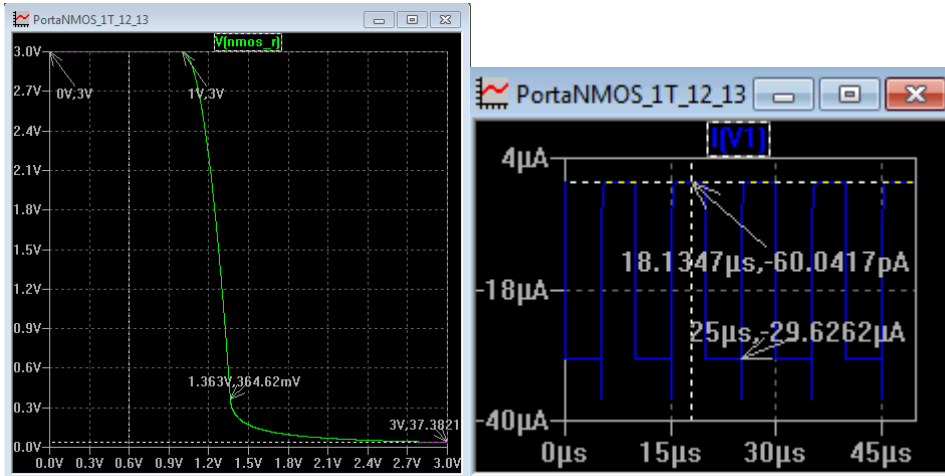 PortaNMOS_1T_12_13
V(nmos_r)
3.0V
2.7V
2.4V
2.1V
1.8V
1.5V
1.2V
0.9V
0.6V
0.3V
0.0V
0V,3V
1V,3V
1.363V,364.62mV
3V,37.3821
0.0V 0.3V 0.6V 0.9V 1.2V 1.5V 1.8V 2.1V 2.4V 2.7V 3.0V
PortaNMOS_1T_12_13
I(V1)
4µA
-18µA
-40µA
18.1347µs,-60.0417pA
25µs,-29.6262µA
0µs 15µs 30µs 45µs